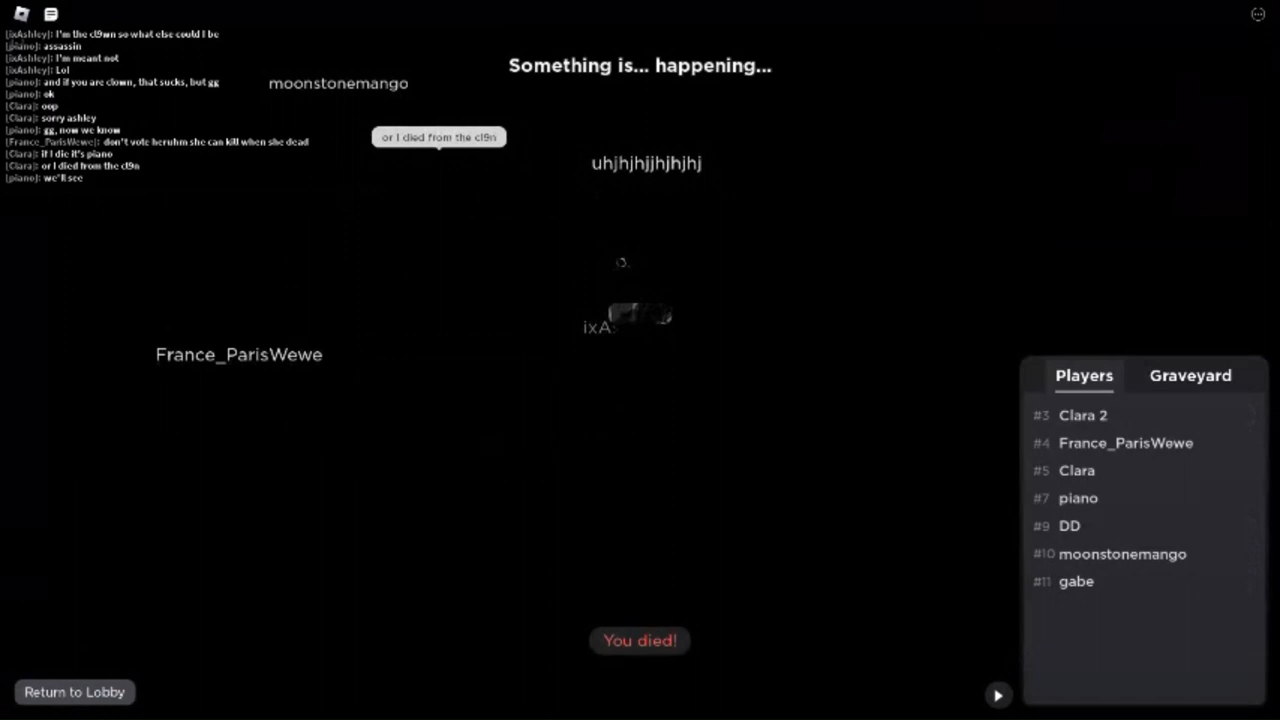 [ixAshley]: I'm the cl9wn so what else could I be
[piano]: assassin
[ixAshley]: I'm meant not
[ixAshley]: Lol
[piano]: and if you are clown, that sucks, but gg
[piano]: ok
[Clara]: oop
[Clara]: sorry ashley
[piano]: gg, now we know
[France_ParisWewe]: don't vote heruhm she can kill when she dead
[Clara]: if I die it's piano
[Clara]: or I died from the cl9n
[piano]: we'll see
Something is... happening...
moonstonemango
or I died from the cl9n
uhjhjhjjhjhjhj
ixAs
France_ParisWewe
Players Graveyard
#3 Clara 2
#4 France_ParisWewe
#5 Clara
#7 piano
#9 DD
#10 moonstonemango
#11 gabe
You died!
Return to Lobby